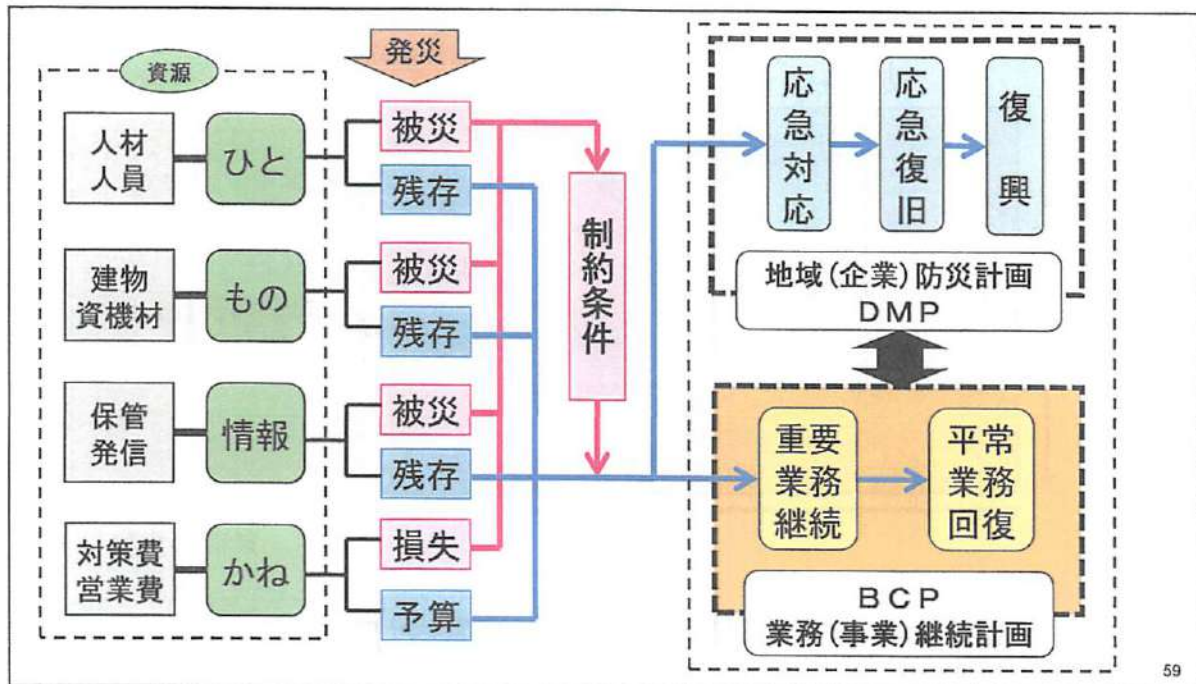 発災
資源
人材
人員
ひと
被災
残存
建物
資機材
もの
被災
残存
保管
発信
情報
被災
残存
対策費
営業費
かね
損失
予算
制約条件
応急対応
応急復旧
復興
地域(企業)防災計画
DMP
重要
業務
継続
平常
業務
回復
BCP
業務(事業)継続計画
59